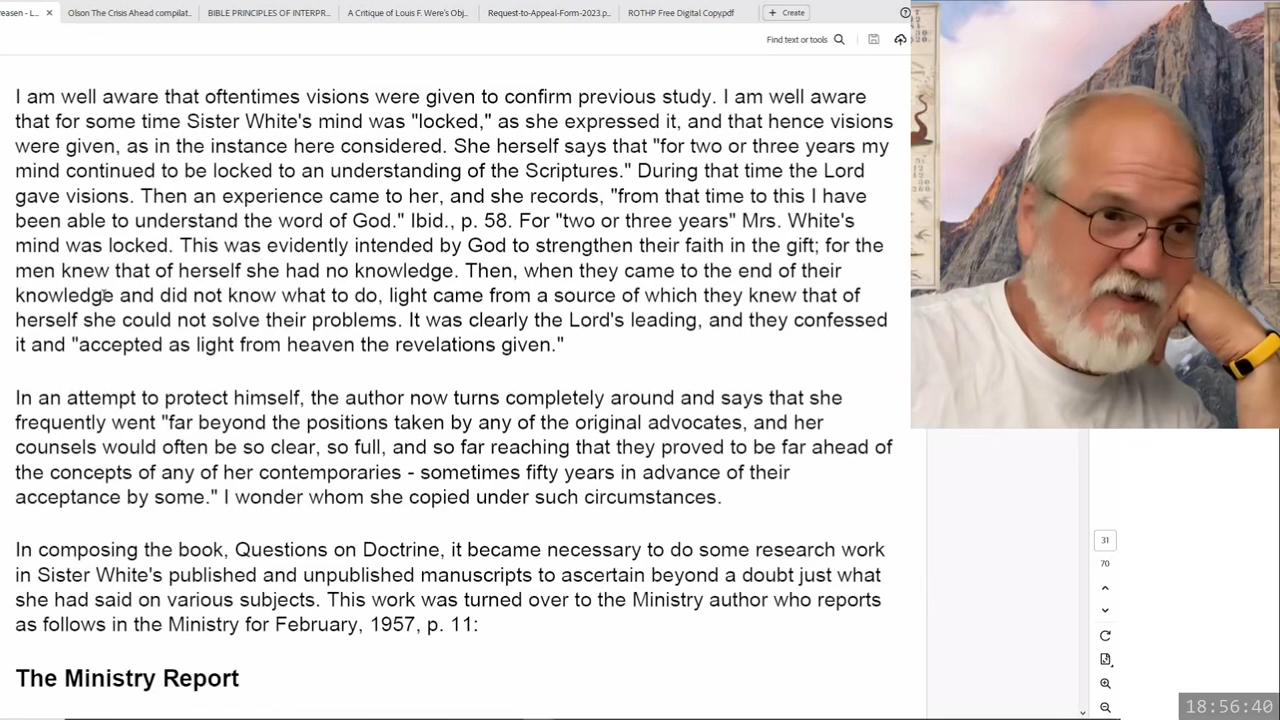 reasen - L...
Olson The Crisis Ahead compilat...
BIBLE PRINCIPLES OF INTERPR...
A Critique of Louis F. Were's Obj...
Request-to-Appeal-Form-2023.p...
ROTHP Free Digital Copy.pdf
Create
Find text or tools
I am well aware that oftentimes visions were given to confirm previous study. I am well aware
that for some time Sister White's mind was "locked," as she expressed it, and that hence visions
were given, as in the instance here considered. She herself says that "for two or three years my
mind continued to be locked to an understanding of the Scriptures." During that time the Lord
gave visions. Then an experience came to her, and she records, "from that time to this I have
been able to understand the word of God." Ibid., p. 58. For "two or three years" Mrs. White's
mind was locked. This was evidently intended by God to strengthen their faith in the gift; for the
men knew that of herself she had no knowledge. Then, when they came to the end of their
knowledge and did not know what to do, light came from a source of which they knew that of
herself she could not solve their problems. It was clearly the Lord's leading, and they confessed
it and "accepted as light from heaven the revelations given."
In an attempt to protect himself, the author now turns completely around and says that she
frequently went "far beyond the positions taken by any of the original advocates, and her
counsels would often be so clear, so full, and so far reaching that they proved to be far ahead of
the concepts of any of her contemporaries - sometimes fifty years in advance of their
acceptance by some." I wonder whom she copied under such circumstances.
In composing the book, Questions on Doctrine, it became necessary to do some research work
in Sister White's published and unpublished manuscripts to ascertain beyond a doubt just what
she had said on various subjects. This work was turned over to the Ministry author who reports
as follows in the Ministry for February, 1957, p. 11:
The Ministry Report
31
70
18:56:40